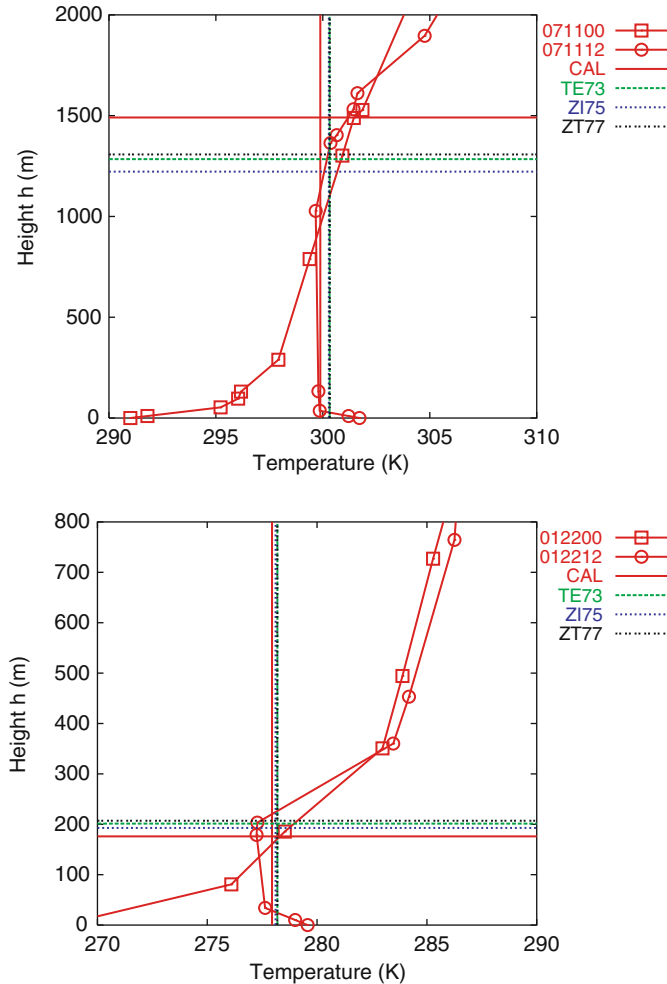 2000
1500
1000
500
0
290
295
300
305
310
Height h (m)
Temperature (K)
071100
071112
CAL
TE73
ZI75
ZT77
800
700
600
500
400
300
200
100
0
270
275
280
285
290
Height h (m)
Temperature (K)
012200
012212
CAL
TE73
ZI75
ZT77